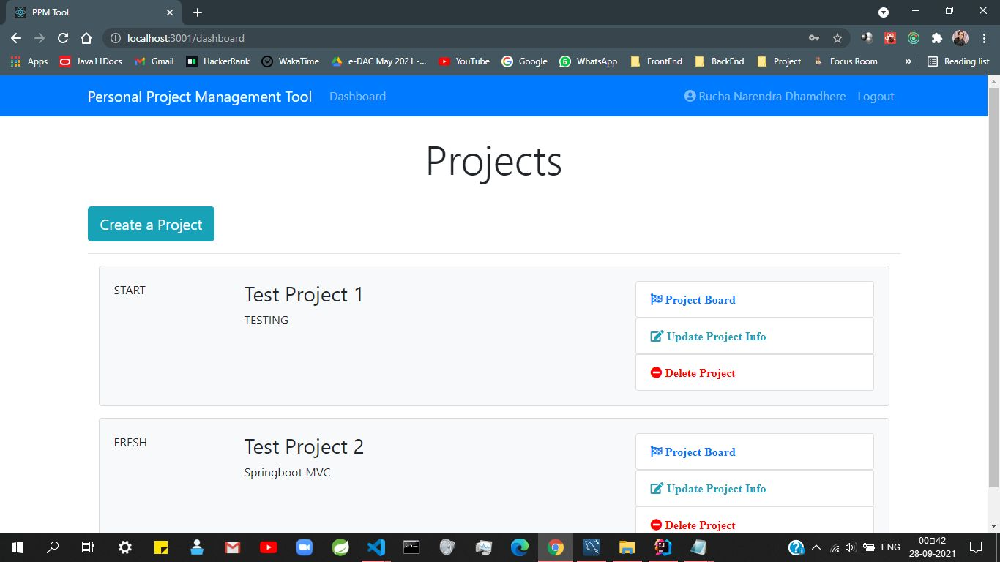 PPM Tool
localhost:3001/dashboard
Apps Java11Docs Gmail HackerRank WakaTime e-DAC May 2021 -... YouTube Google WhatsApp FrontEnd BackEnd Project Focus Room » Reading list
Personal Project Management Tool Dashboard Rucha Narendra Dhamdhere Logout
Projects
Create a Project
START
Test Project 1
TESTING
Project Board
Update Project Info
Delete Project
FRESH
Test Project 2
Springboot MVC
Project Board
Update Project Info
Delete Project
ENG
00▯42
28-09-2021